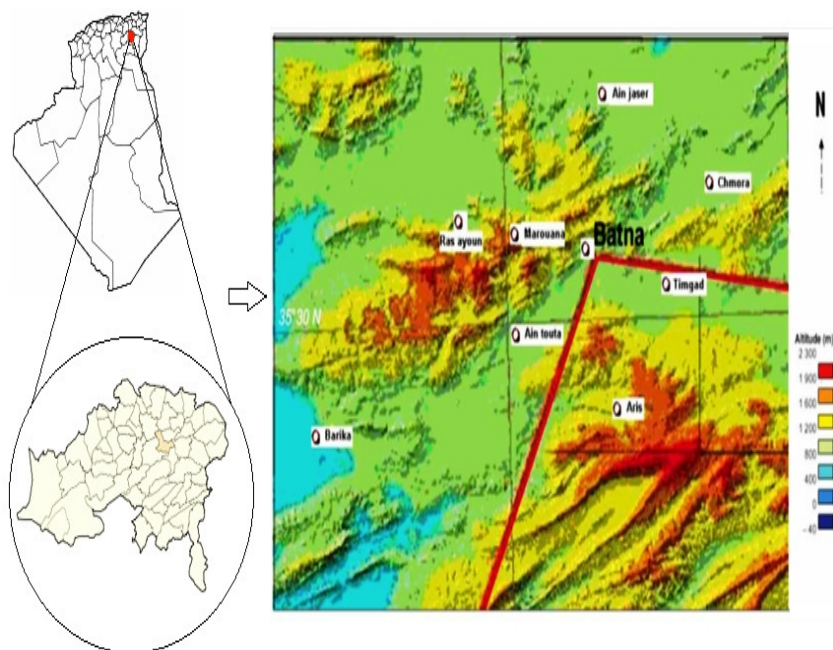 Ain jaser
N
Chmora
Ras ayoun
Marouana
Batna
Timgad
35°30 N
Ain touta
Altitude (m)
2 300
1 900
1 600
1 200
800
400
0
-40
Aris
Barika